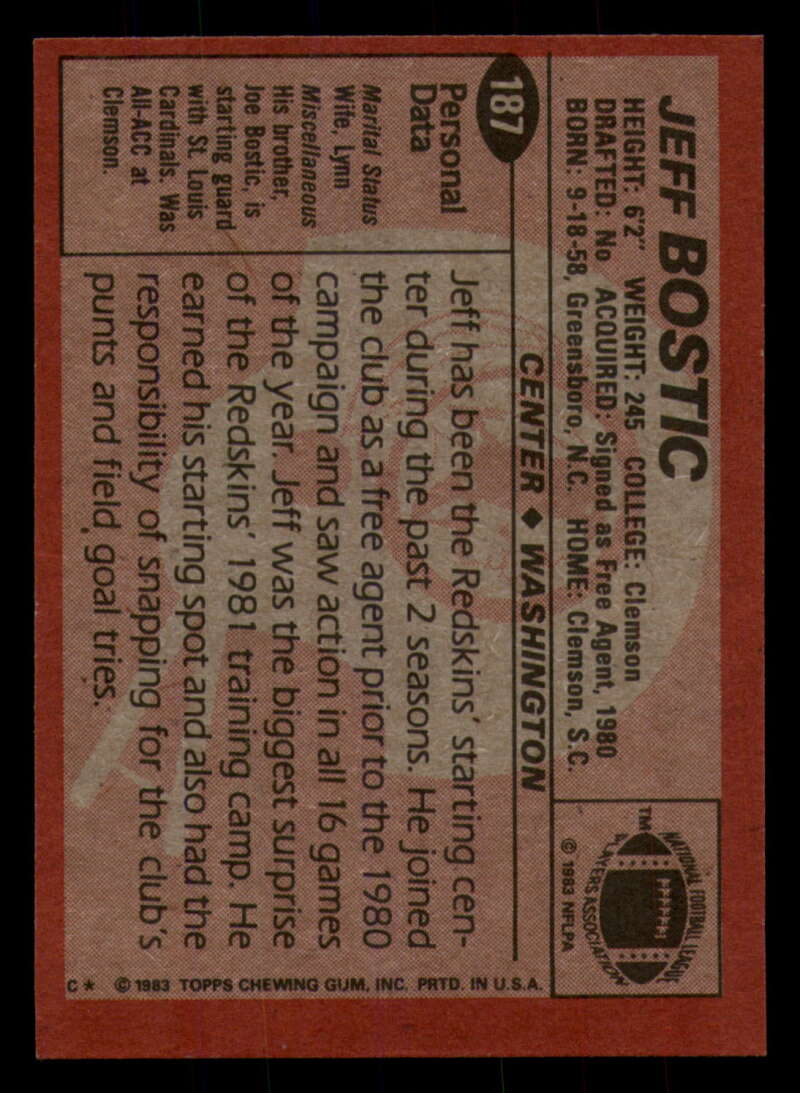 JEFF BOSTIC
HEIGHT: 6'2" WEIGHT: 245 COLLEGE: Clemson
DRAFTED: No ACQUIRED: Signed as Free Agent, 1980
BORN: 9-18-58, Greensboro, N.C. HOME: Clemson, S.C.
NATIONAL FOOTBALL LEAGUE
PLAYERS ASSOCIATION
TM
© 1983 NFLPA
187
CENTER ♦ WASHINGTON
Personal
Data
Marital Status
Wife, Lynn
Miscellaneous
His brother,
Joe Bostic, is
starting guard
with St. Louis
Cardinals. Was
All-ACC at
Clemson.
Jeff has been the Redskins' starting cen-
ter during the past 2 seasons. He joined
the club as a free agent prior to the 1980
campaign and saw action in all 16 games
of the year. Jeff was the biggest surprise
of the Redskins' 1981 training camp. He
earned his starting spot and also had the
responsibility of snapping for the club's
punts and field goal tries.
C* © 1983 TOPPS CHEWING GUM, INC. PRTD. IN U.S.A.